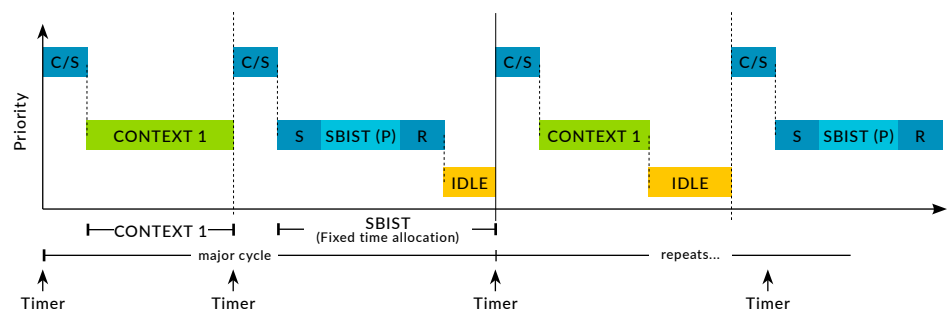 C/S
C/S
C/S
C/S
Priority
CONTEXT 1
S SBIST (P) R
CONTEXT 1
S SBIST (P) R
IDLE
IDLE
CONTEXT 1
SBIST
(Fixed time allocation)
major cycle
repeats...
Timer
Timer
Timer
Timer